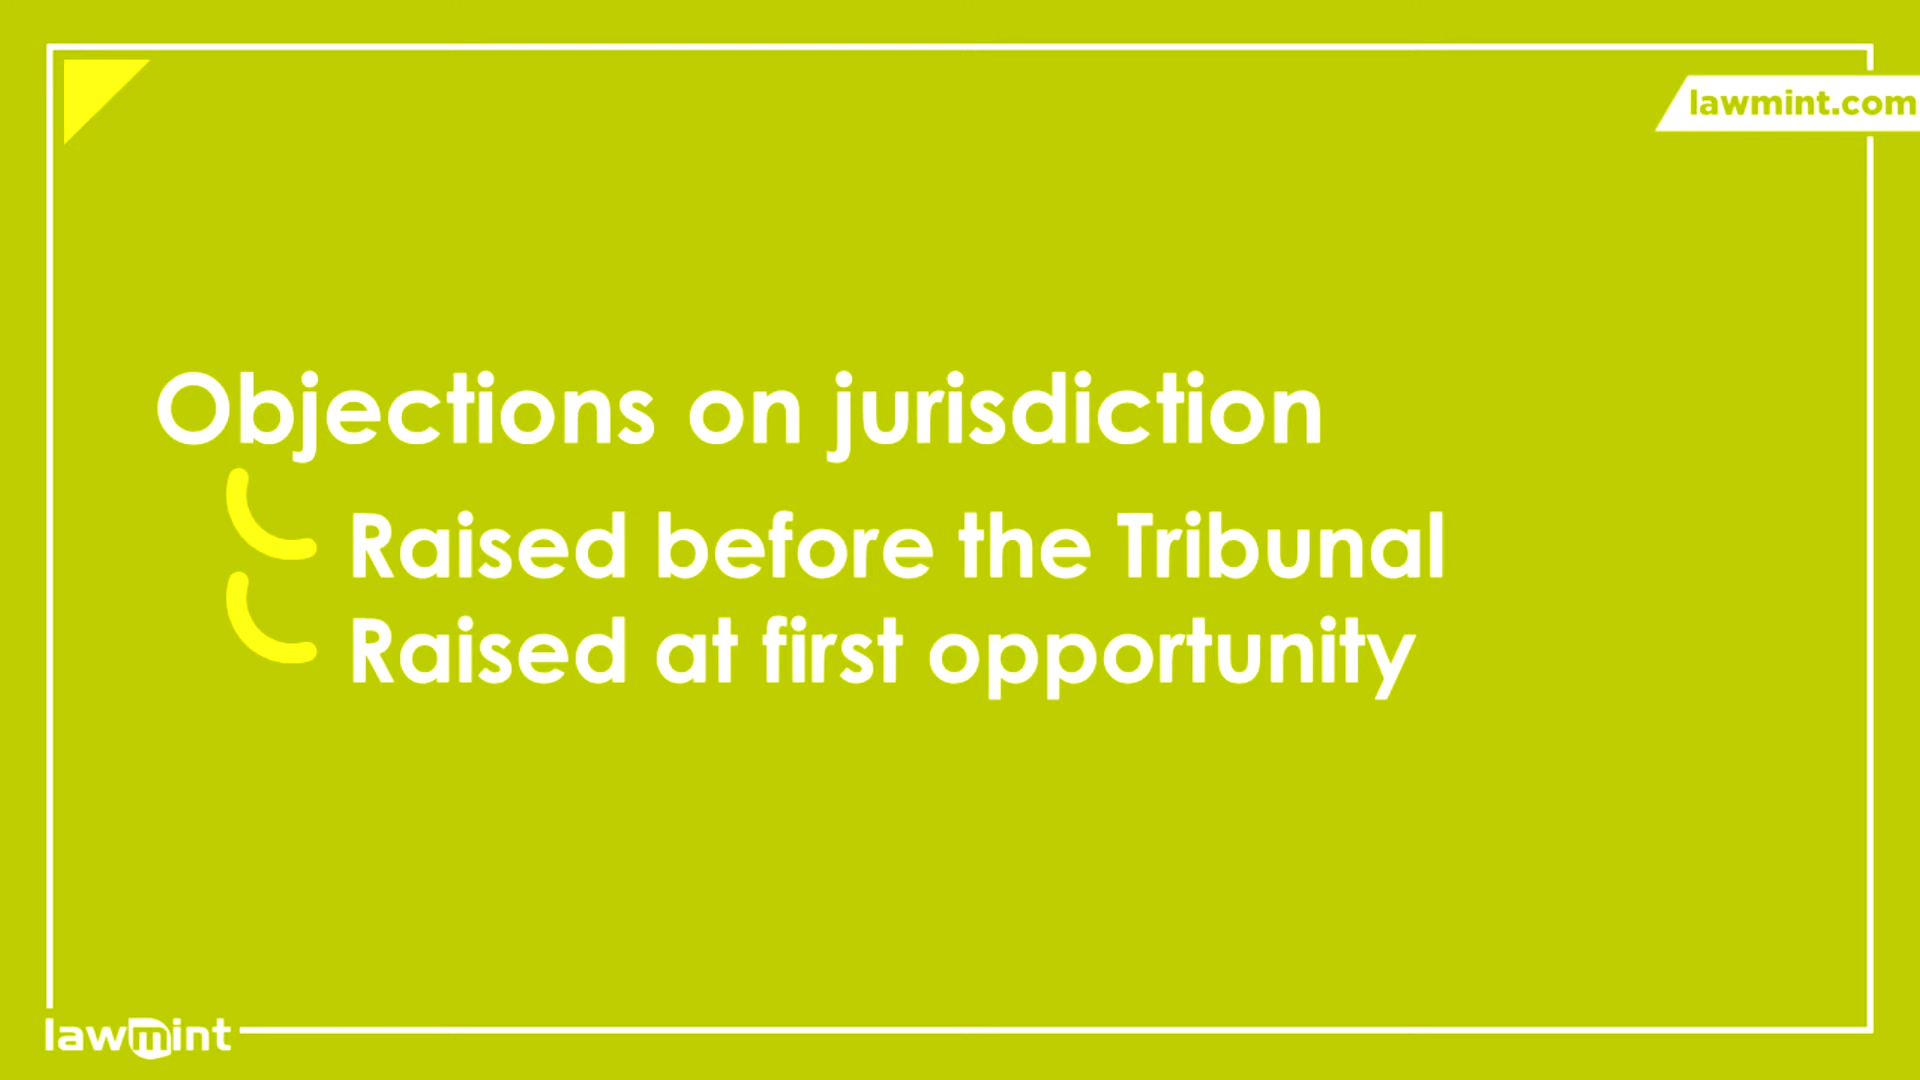 lawmint.com
Objections on jurisdiction
Raised before the Tribunal
Raised at first opportunity
lawmint